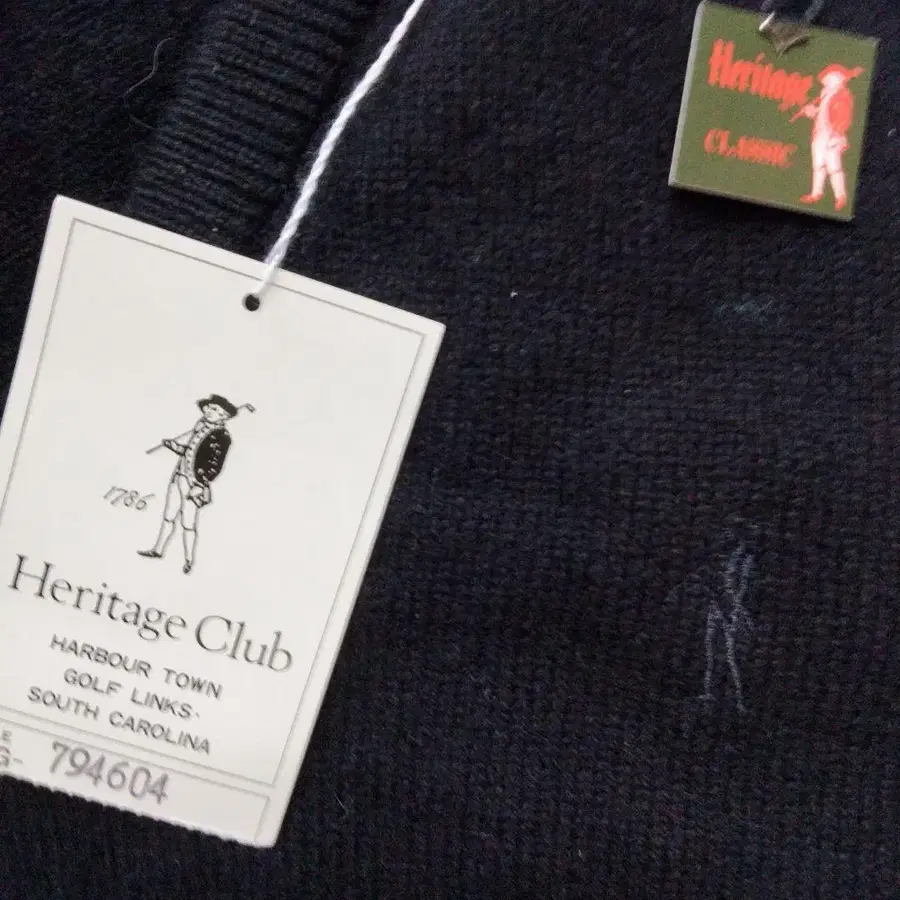 1786
Heritage Club
HARBOUR TOWN
GOLF LINKS·
SOUTH CAROLINA
794604
Heritage
CLASSIC